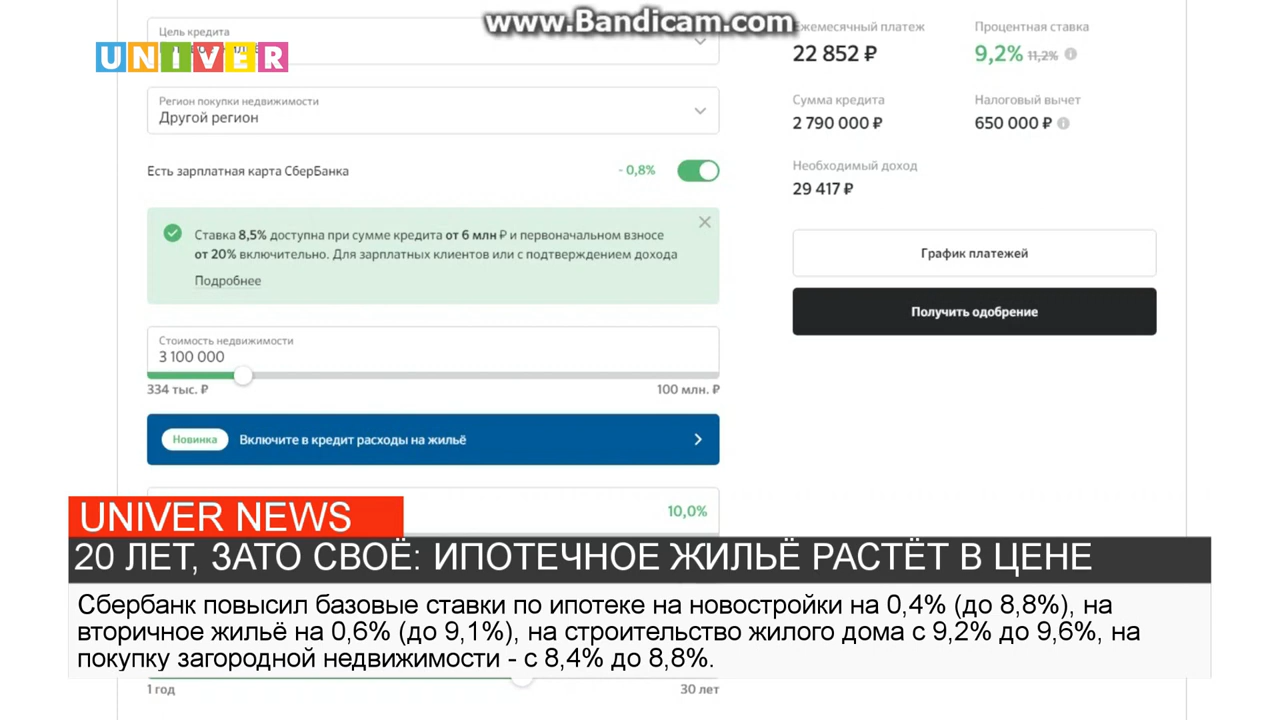 www.Bandicam.com
UNIVER
Цель кредита
Регион покупки недвижимости
Другой регион
Есть зарплатная карта СберБанка
- 0,8%
Ставка 8,5% доступна при сумме кредита от 6 млн ₽ и первоначальном взносе
от 20% включительно. Для зарплатных клиентов или с подтверждением дохода
Подробнее
Стоимость недвижимости
3 100 000
334 тыс. ₽
100 млн. ₽
Новинка
Включите в кредит расходы на жильё
10,0%
Ежемесячный платеж
22 852 ₽
Процентная ставка
9,2% 11,2%
Сумма кредита
2 790 000 ₽
Налоговый вычет
650 000 ₽
Необходимый доход
29 417 ₽
График платежей
Получить одобрение
UNIVER NEWS
20 ЛЕТ, ЗАТО СВОЁ: ИПОТЕЧНОЕ ЖИЛЬЁ РАСТЁТ В ЦЕНЕ
Сбербанк повысил базовые ставки по ипотеке на новостройки на 0,4% (до 8,8%), на
вторичное жильё на 0,6% (до 9,1%), на строительство жилого дома с 9,2% до 9,6%, на
покупку загородной недвижимости - с 8,4% до 8,8%.
1 год
30 лет